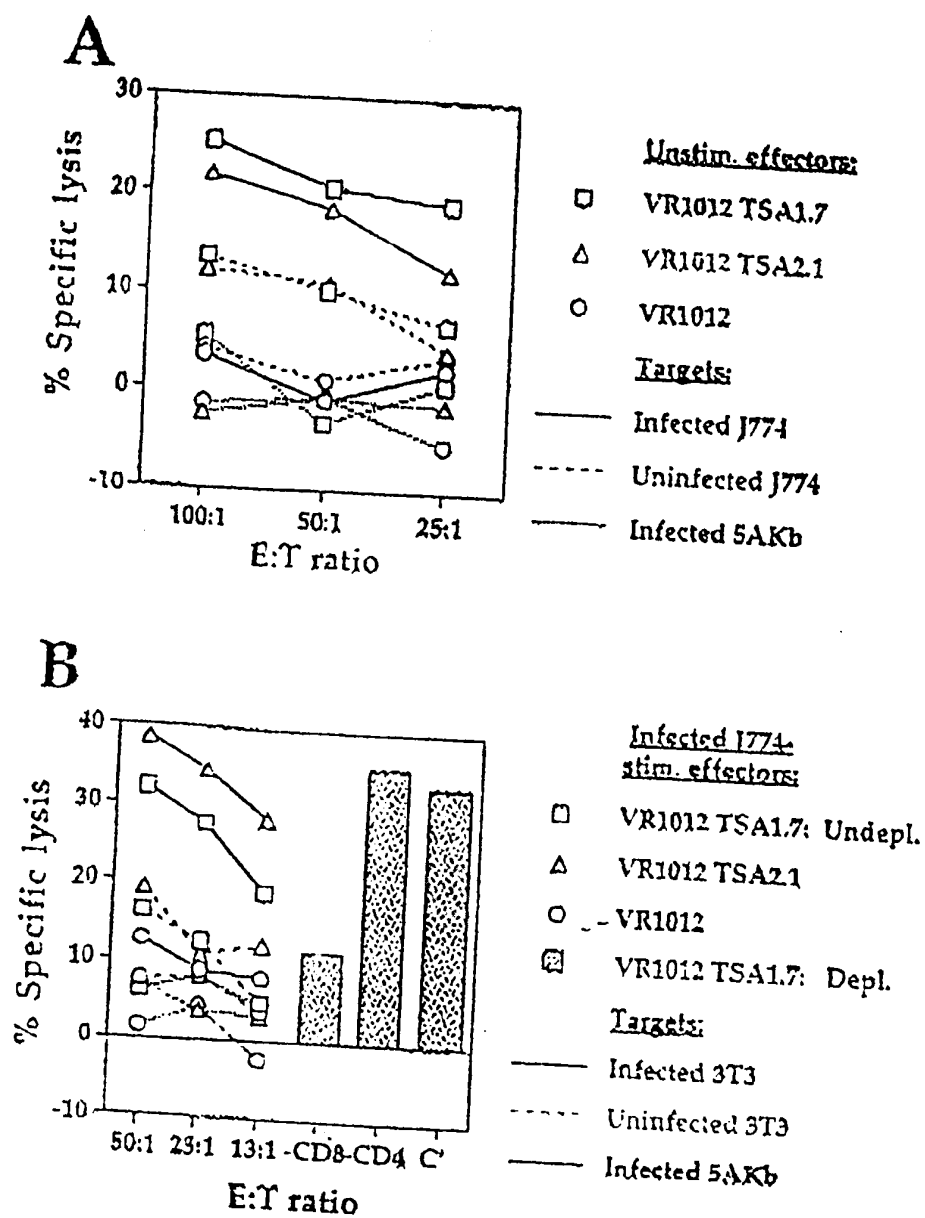 A
30
20
10
0
-10
% Specific lysis
100:1 50:1 25:1
E:T ratio
Unstim. effectors:
VR1012 TSA1.7
VR1012 TSA2.1
VR1012
Targets:
Infected J774
Uninfected J774
Infected 5AKb
B
40
30
20
10
0
-10
% Specific lysis
50:1 25:1 13:1 -CD8 -CD4 C'
E:T ratio
Infected J774-
stim. effectors:
VR1012 TSA1.7: Undepl.
VR1012 TSA2.1
VR1012
VR1012 TSA1.7: Depl.
Targets:
Infected 3T3
Uninfected 3T3
Infected 5AKb